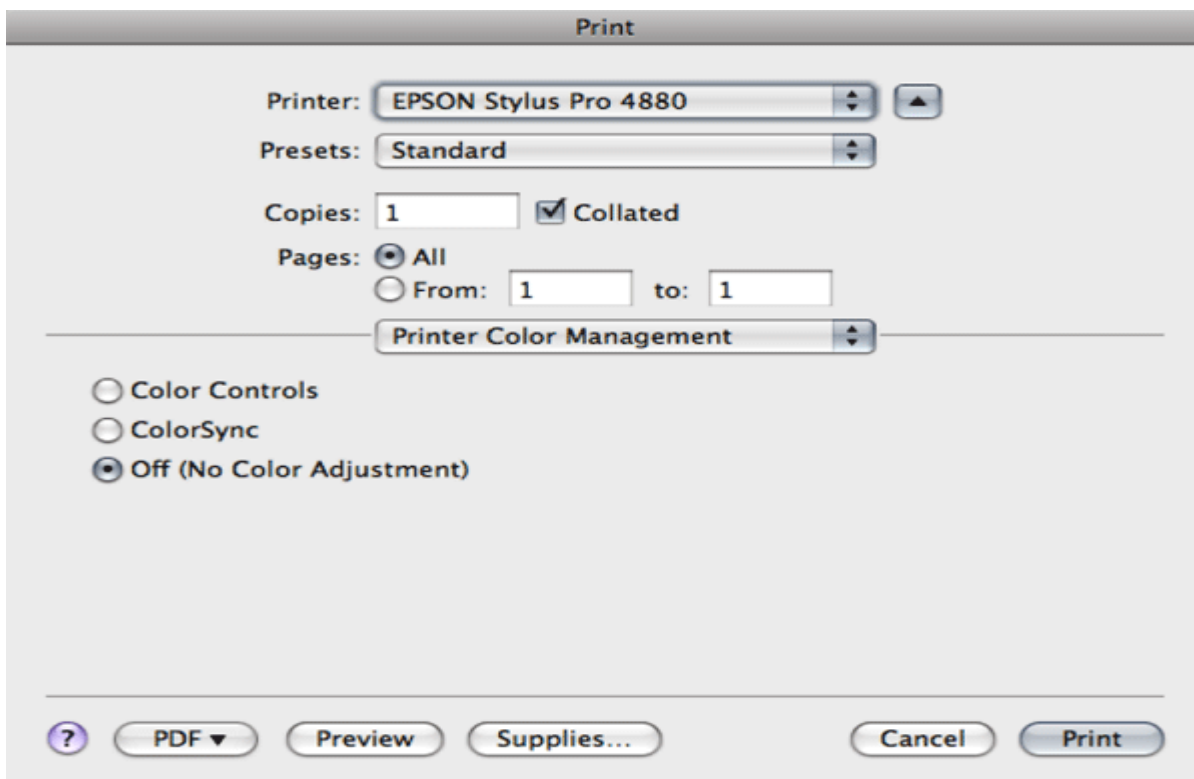 Print
Printer: EPSON Stylus Pro 4880
Presets: Standard
Copies: 1 Collated
Pages: All
From: 1 to: 1
Printer Color Management
Color Controls
ColorSync
Off (No Color Adjustment)
? PDF▼ Preview Supplies... Cancel Print